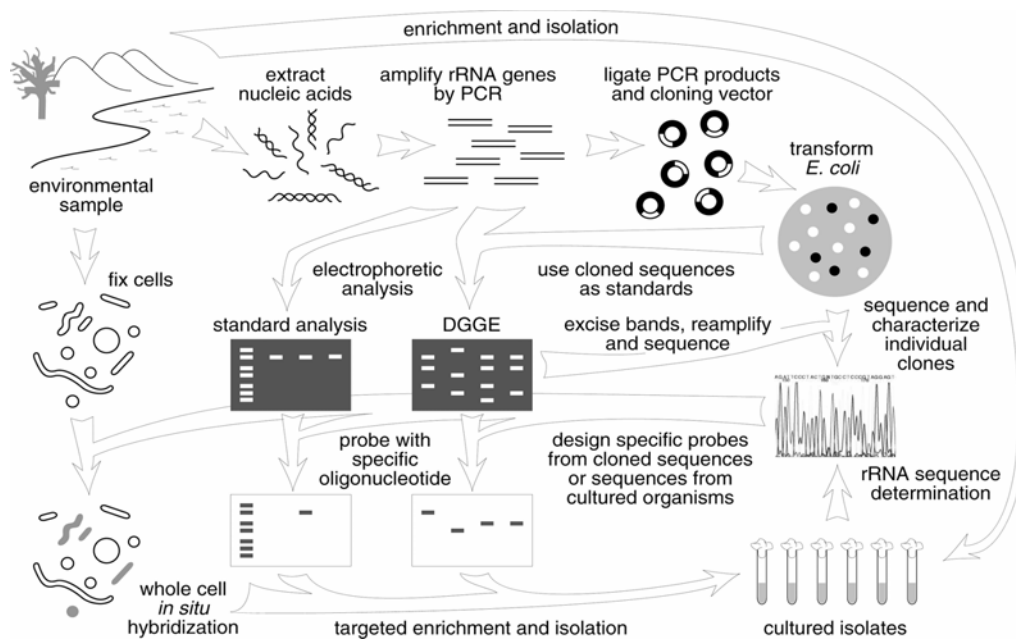 enrichment and isolation
extract
nucleic acids
amplify rRNA genes
by PCR
ligate PCR products
and cloning vector
transform
E. coli
environmental
sample
fix cells
electrophoretic
analysis
use cloned sequences
as standards
standard analysis
DGGE
excise bands, reamplify
and sequence
sequence and
characterize
individual
clones
probe with
specific
oligonucleotide
design specific probes
from cloned sequences
or sequences from
cultured organisms
rRNA sequence
determination
whole cell
in situ
hybridization
targeted enrichment and isolation
cultured isolates